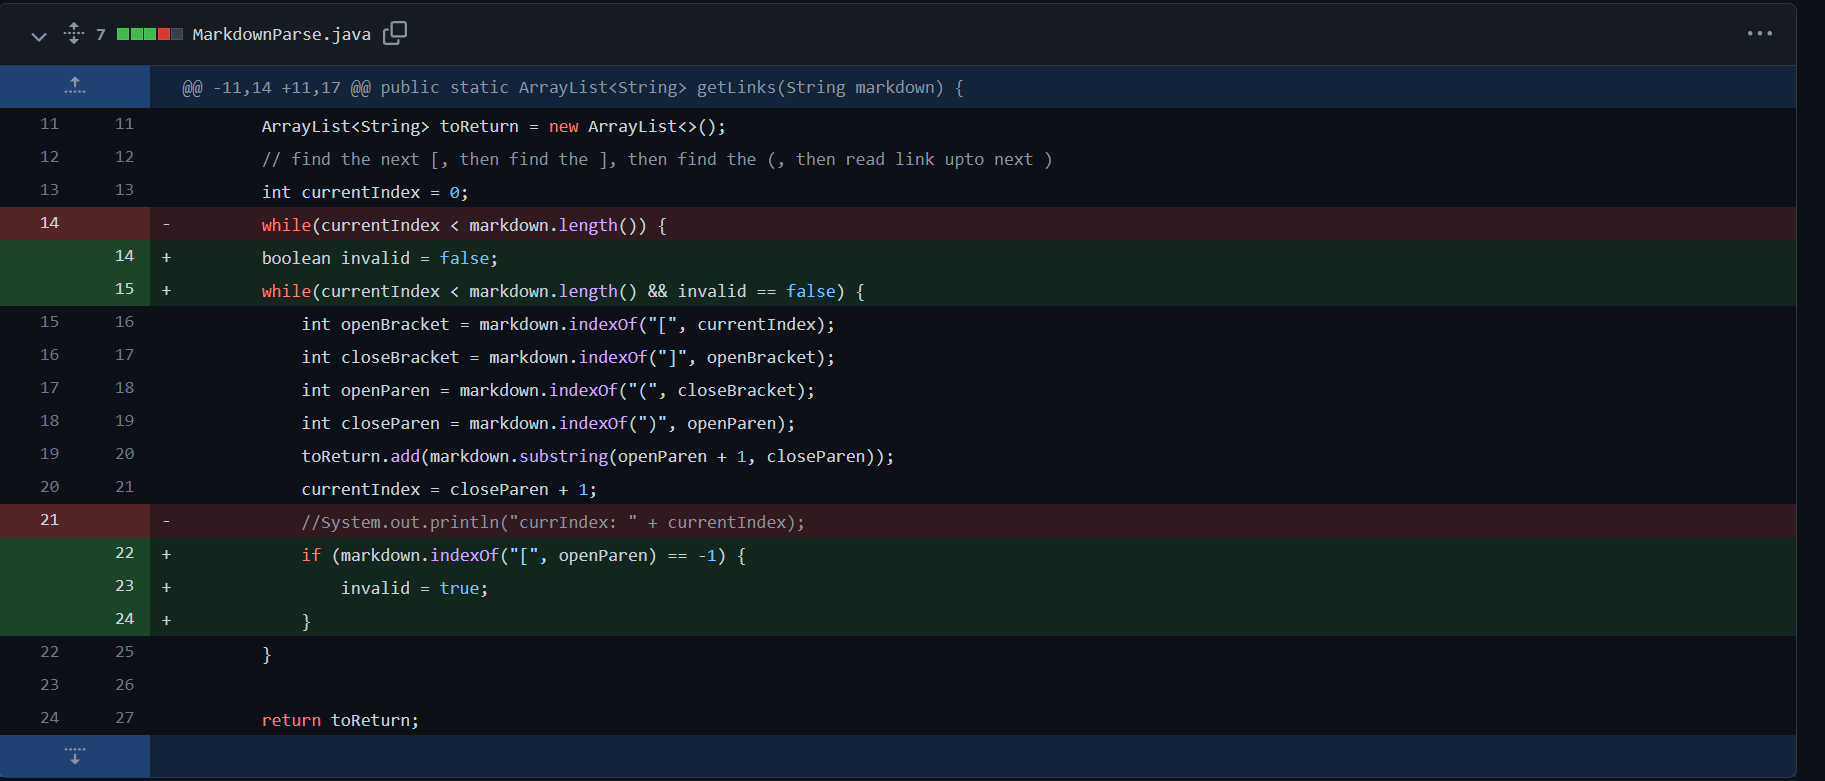 7 MarkdownParse.java
@@ -11,14 +11,17 @@ public static ArrayList<String> getLinks(String markdown) {
11 11 ArrayList<String> toReturn = new ArrayList<>();
12 12 // find the next [, then find the ], then find the (, then read link upto next )
13 13 int currentIndex = 0;
14 - while(currentIndex < markdown.length()) {
14 + boolean invalid = false;
15 + while(currentIndex < markdown.length() && invalid == false) {
15 16 int openBracket = markdown.indexOf("[", currentIndex);
16 17 int closeBracket = markdown.indexOf("]", openBracket);
17 18 int openParen = markdown.indexOf("(", closeBracket);
18 19 int closeParen = markdown.indexOf(")", openParen);
19 20 toReturn.add(markdown.substring(openParen + 1, closeParen));
20 21 currentIndex = closeParen + 1;
21 - //System.out.println("currIndex: " + currentIndex);
22 + if (markdown.indexOf("[", openParen) == -1) {
23 + invalid = true;
24 + }
22 25 }
23 26
24 27 return toReturn;